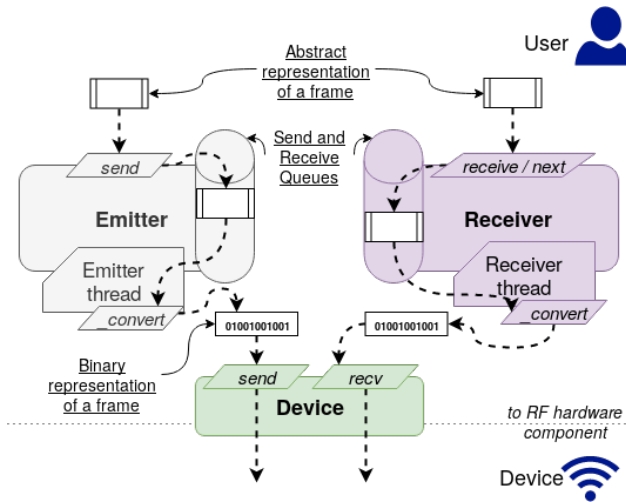 User
Abstract
representation
of a frame
Send and
Receive
Queues
send
receive / next
Emitter
Receiver
Emitter
thread
Receiver
thread
_convert
_convert
01001001001
01001001001
Binary
representation
of a frame
send
recv
Device
to RF hardware
component
Device